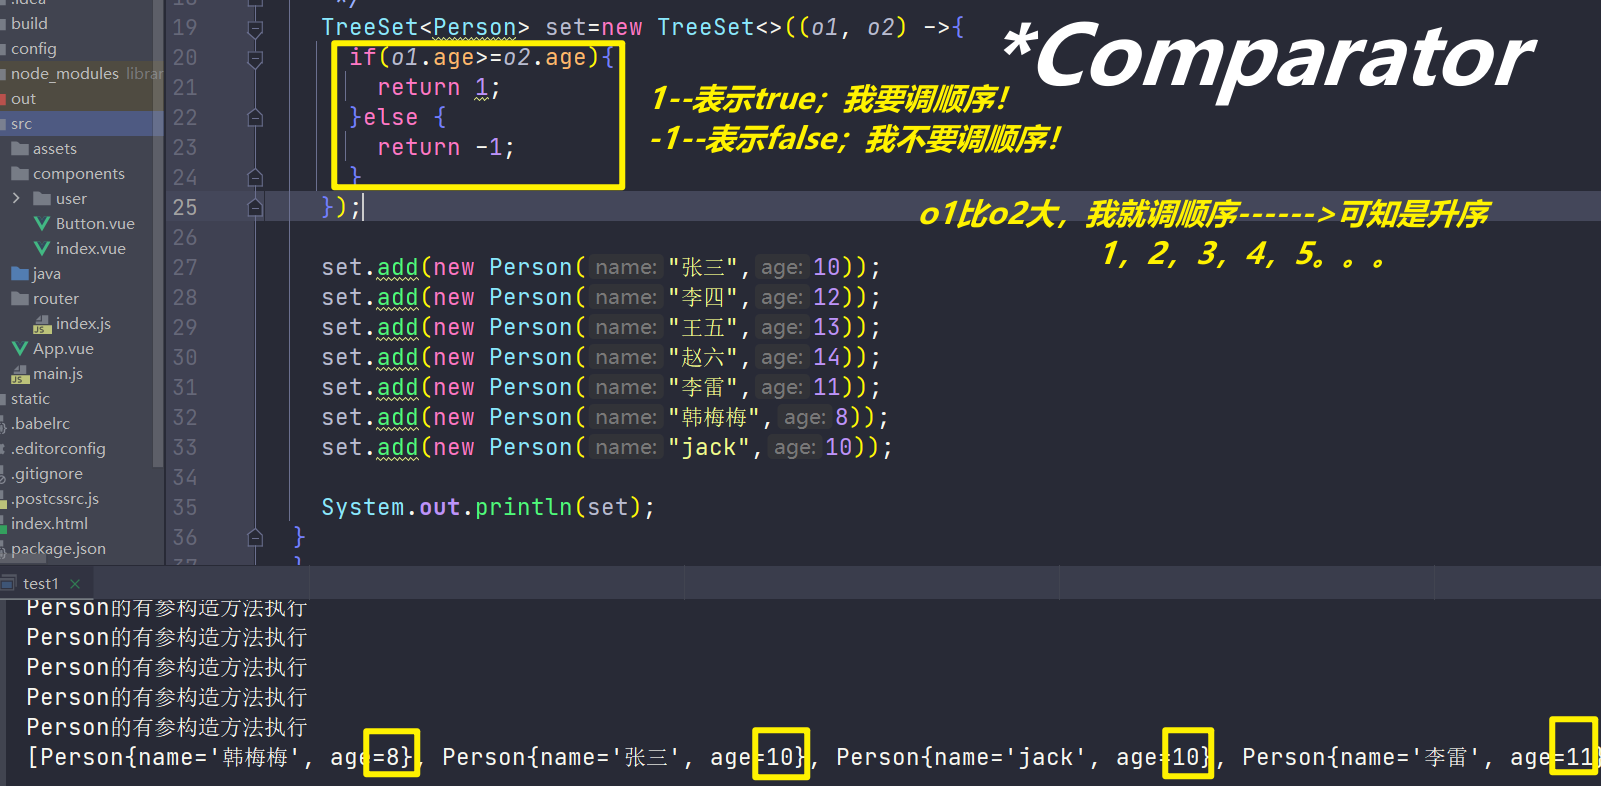 .idea
build
config
node_modules librar
out
src
assets
components
user
Button.vue
index.vue
java
router
index.js
App.vue
main.js
static
.babelrc
.editorconfig
.gitignore
.postcssrc.js
index.html
package.json
18 */
19 TreeSet<Person> set=new TreeSet<>((o1, o2) ->{
20 if(o1.age>=o2.age){
21 return 1;
22 }else {
23 return -1;
24 }
25 });
26
27 set.add(new Person( name: "张三", age: 10));
28 set.add(new Person( name: "李四", age: 12));
29 set.add(new Person( name: "王五", age: 13));
30 set.add(new Person( name: "赵六", age: 14));
31 set.add(new Person( name: "李雷", age: 11));
32 set.add(new Person( name: "韩梅梅", age: 8));
33 set.add(new Person( name: "jack", age: 10));
34
35 System.out.println(set);
36 }
37 }
*Comparator
1--表示true；我要调顺序！
-1--表示false；我不要调顺序！
o1比o2大，我就调顺序------>可知是升序
1，2，3，4，5。。。
test1 ×
Person的有参构造方法执行
Person的有参构造方法执行
Person的有参构造方法执行
Person的有参构造方法执行
Person的有参构造方法执行
[Person{name='韩梅梅', age=8}, Person{name='张三', age=10}, Person{name='jack', age=10}, Person{name='李雷', age=11}